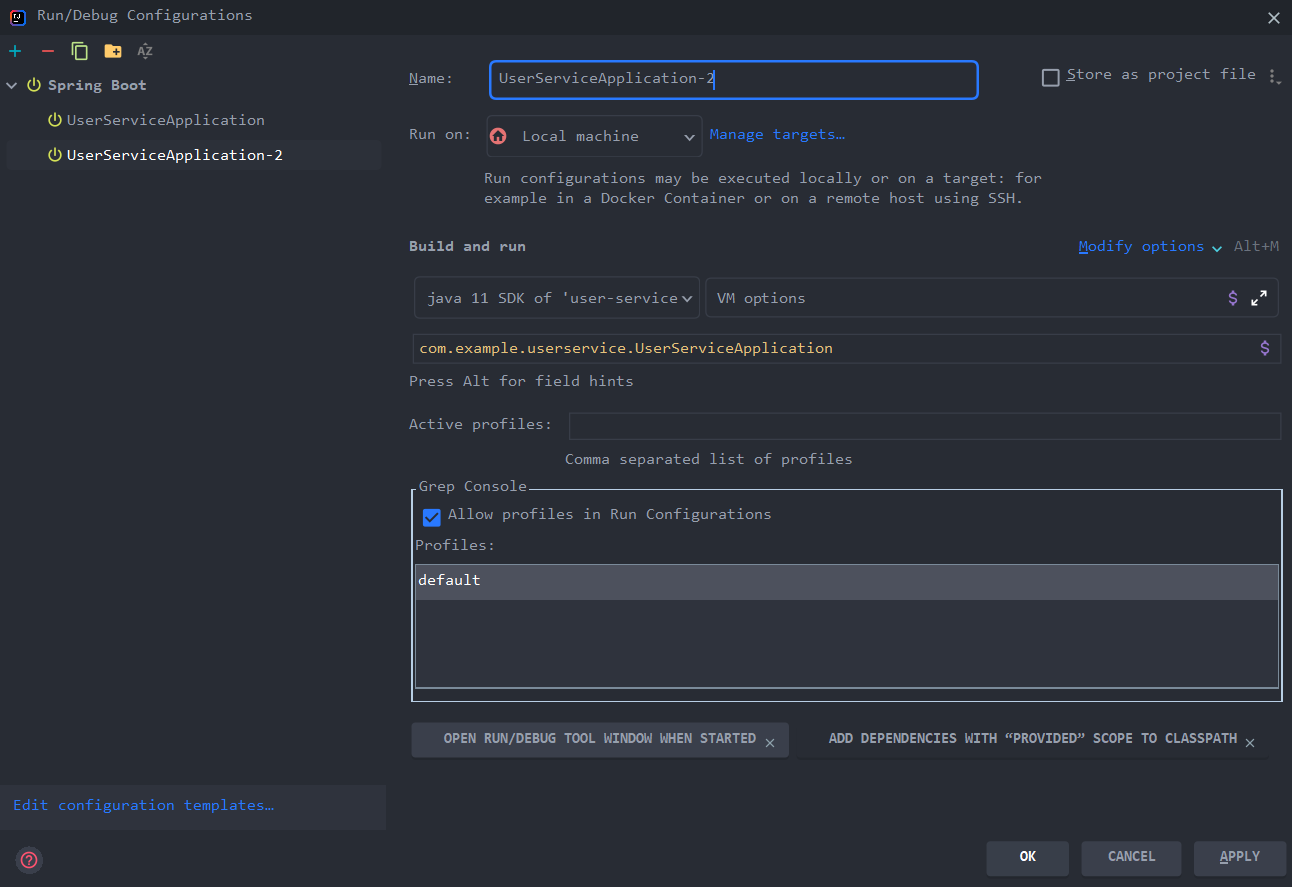 Run/Debug Configurations
Spring Boot
UserServiceApplication
UserServiceApplication-2
Edit configuration templates…
Name: UserServiceApplication-2 Store as project file
Run on: Local machine Manage targets…
Run configurations may be executed locally or on a target: for
example in a Docker Container or on a remote host using SSH.
Build and run Modify options Alt+M
java 11 SDK of 'user-service VM options $
com.example.userservice.UserServiceApplication $
Press Alt for field hints
Active profiles:
Comma separated list of profiles
Grep Console
Allow profiles in Run Configurations
Profiles:
default
OPEN RUN/DEBUG TOOL WINDOW WHEN STARTED ADD DEPENDENCIES WITH “PROVIDED” SCOPE TO CLASSPATH
OK CANCEL APPLY